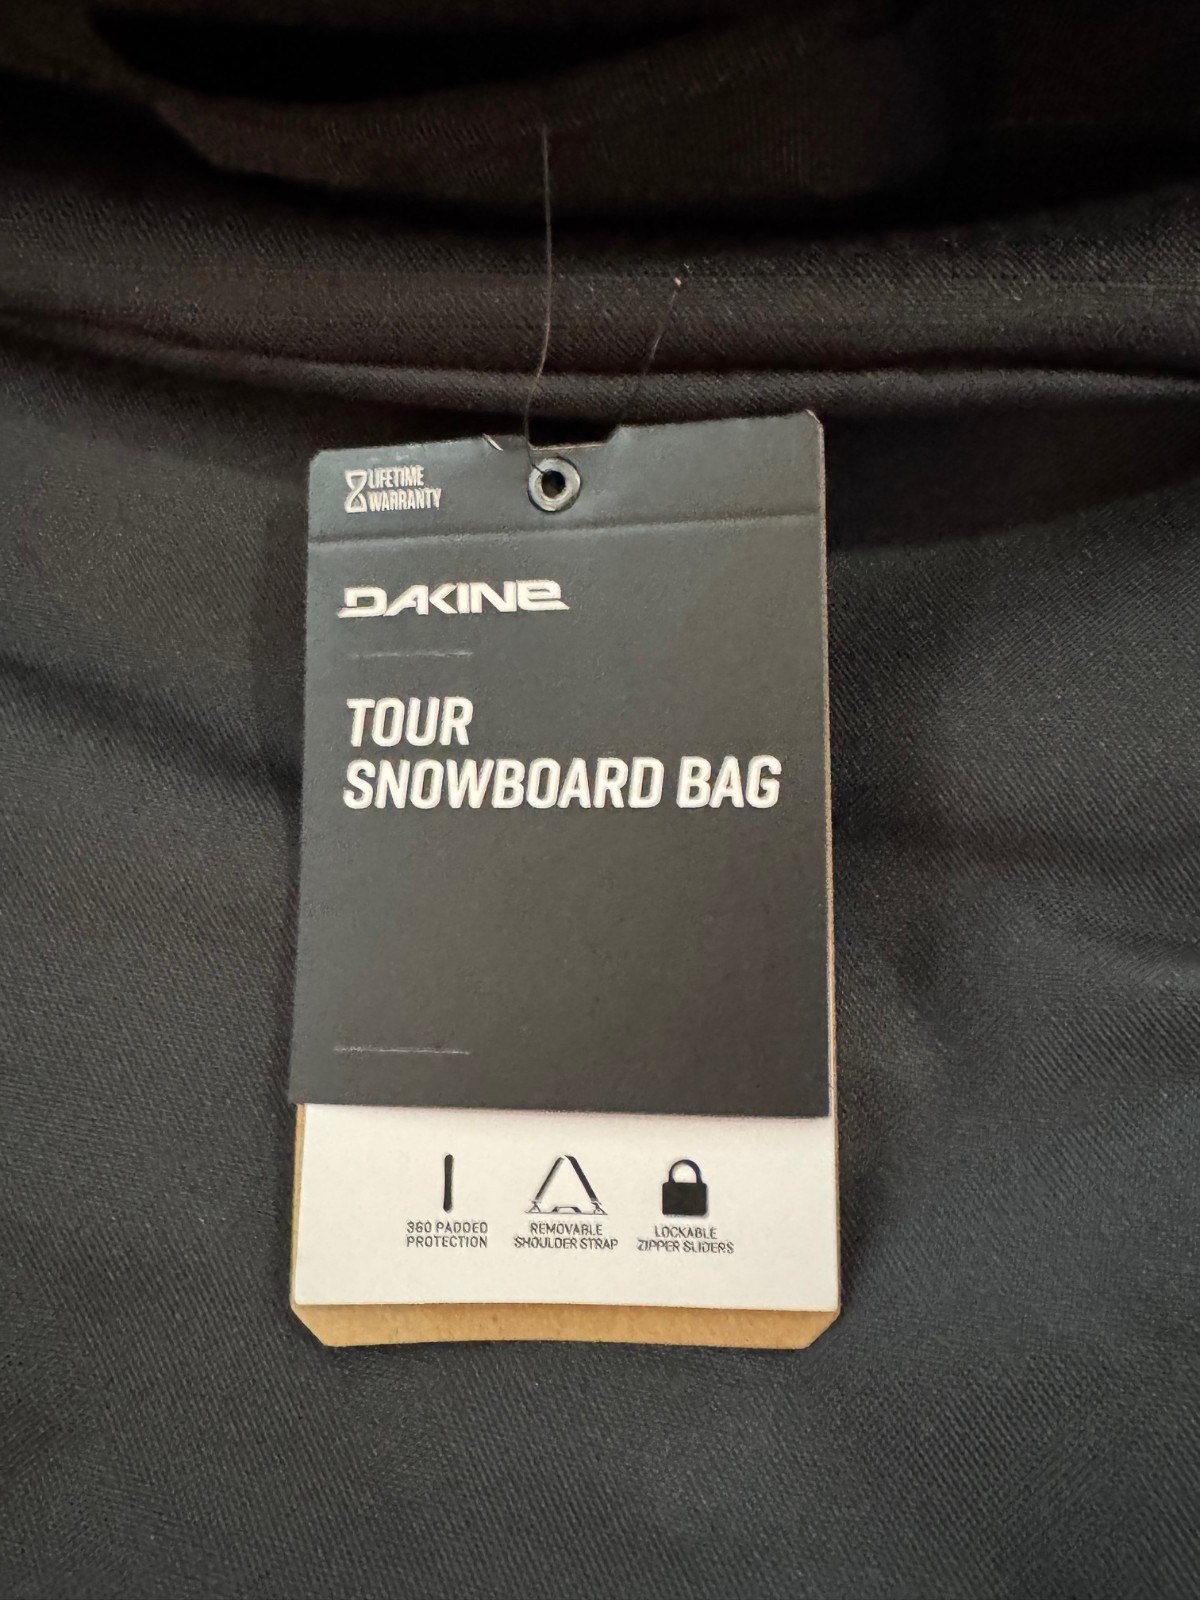 LIFETIME
WARRANTY
DAKINE
TOUR
SNOWBOARD BAG
360 PADDED
PROTECTION
REMOVABLE
SHOULDER STRAP
LOCKABLE
ZIPPER SLIDERS